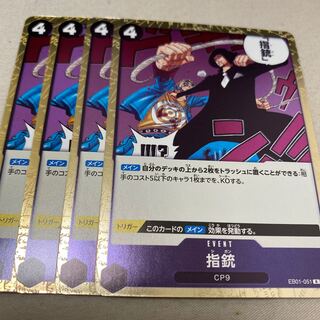 4 4 4 4
「指銃」
メイン 自分のデッキの上から2枚をトラッシュに置くことができる:相
手のコスト5以下のキャラ1枚までを、KOする。
トリガー このカードの メイン 効果を発動する。
EVENT
指銃
シガン
CP9
EB01-051 R